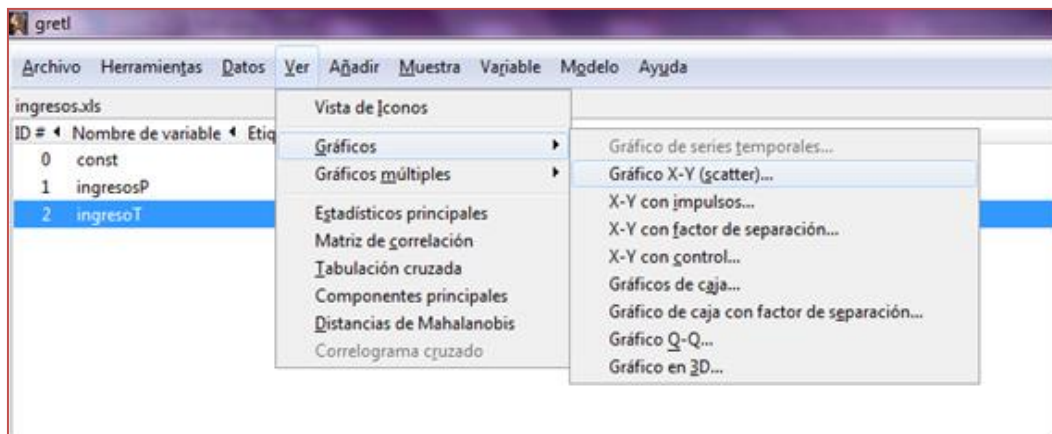 gretl
Archivo Herramientas Datos Ver Añadir Muestra Variable Modelo Ayuda
ingresos.xls
ID # Nombre de variable Etiq
0 const
1 ingresosP
2 ingresoT
Vista de Iconos
Gráficos
Gráficos múltiples
Estadísticos principales
Matriz de correlación
Tabulación cruzada
Componentes principales
Distancias de Mahalanobis
Correlograma cruzado
Gráfico de series temporales...
Gráfico X-Y (scatter)...
X-Y con impulsos...
X-Y con factor de separación...
X-Y con control...
Gráficos de caja...
Gráfico de caja con factor de separación...
Gráfico Q-Q...
Gráfico en 3D...